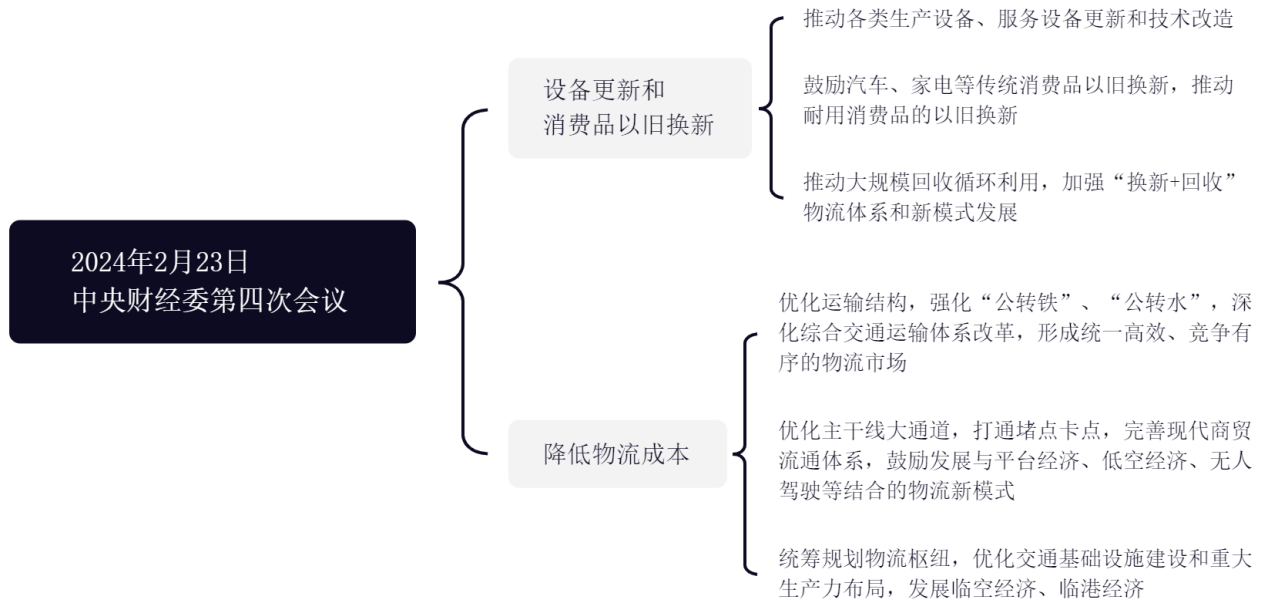 2024年2月23日
中央财经委第四次会议
设备更新和
消费品以旧换新
推动各类生产设备、服务设备更新和技术改造
鼓励汽车、家电等传统消费品以旧换新，推动
耐用消费品的以旧换新
推动大规模回收循环利用，加强“换新+回收”
物流体系和新模式发展
降低物流成本
优化运输结构，强化“公转铁”、“公转水”，深
化综合交通运输体系改革，形成统一高效、竞争有
序的物流市场
优化主干线大通道，打通堵点卡点，完善现代商贸
流通体系，鼓励发展与平台经济、低空经济、无人
驾驶等结合的物流新模式
统筹规划物流枢纽，优化交通基础设施建设和重大
生产力布局，发展临空经济、临港经济